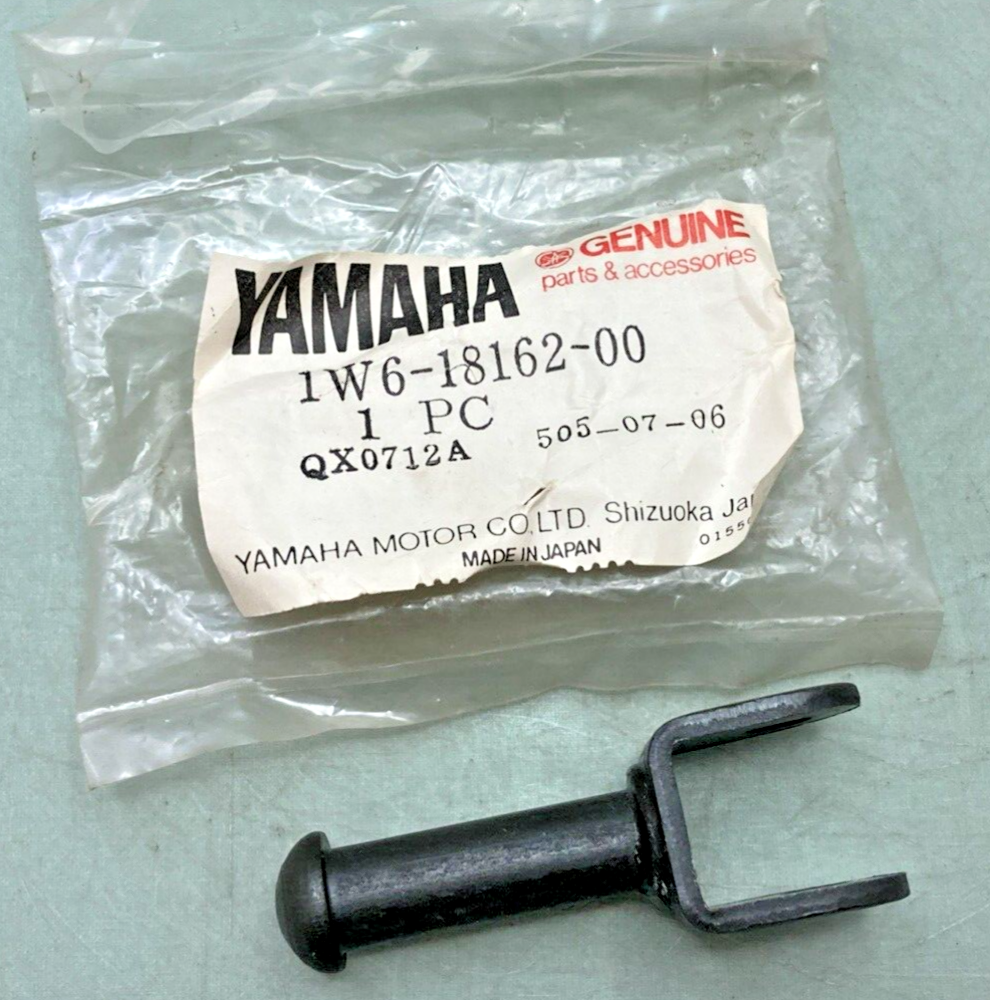 YAMAHA
GENUINE
parts & accessories
1W6-18162-00
1 PC
QX0712A 505-07-06
YAMAHA MOTOR CO.,LTD. Shizuoka
MADE IN JAPAN